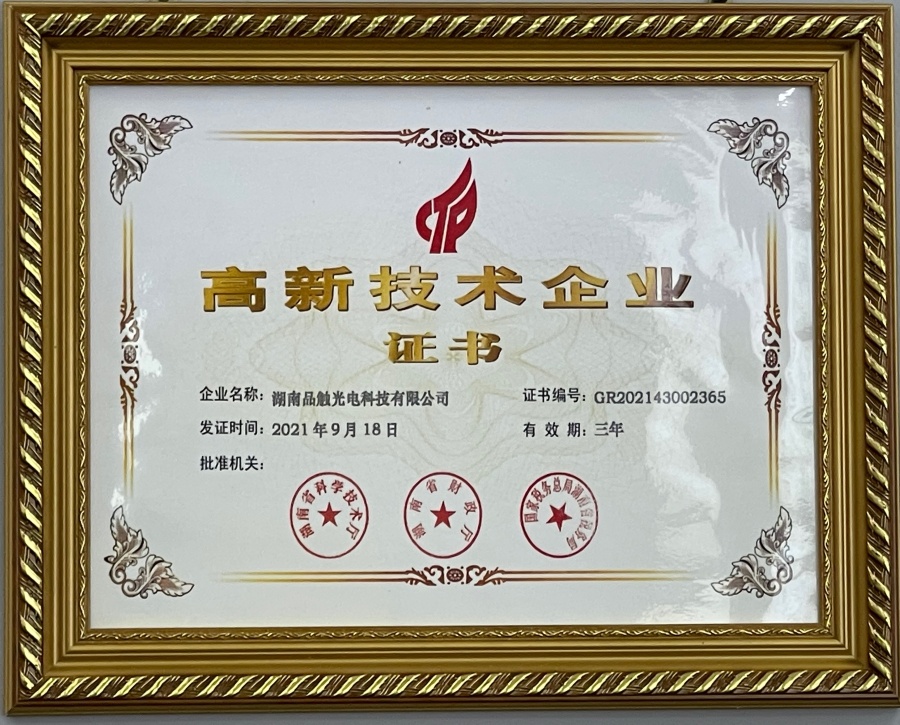 高新技术企业
证书
企业名称：湖南品触光电科技有限公司
证书编号：GR202143002365
发证时间：2021年9月18日
有效期：三年
批准机关：
湖南省科学技术厅
湖南省财政厅
国家税务总局湖南省税务局